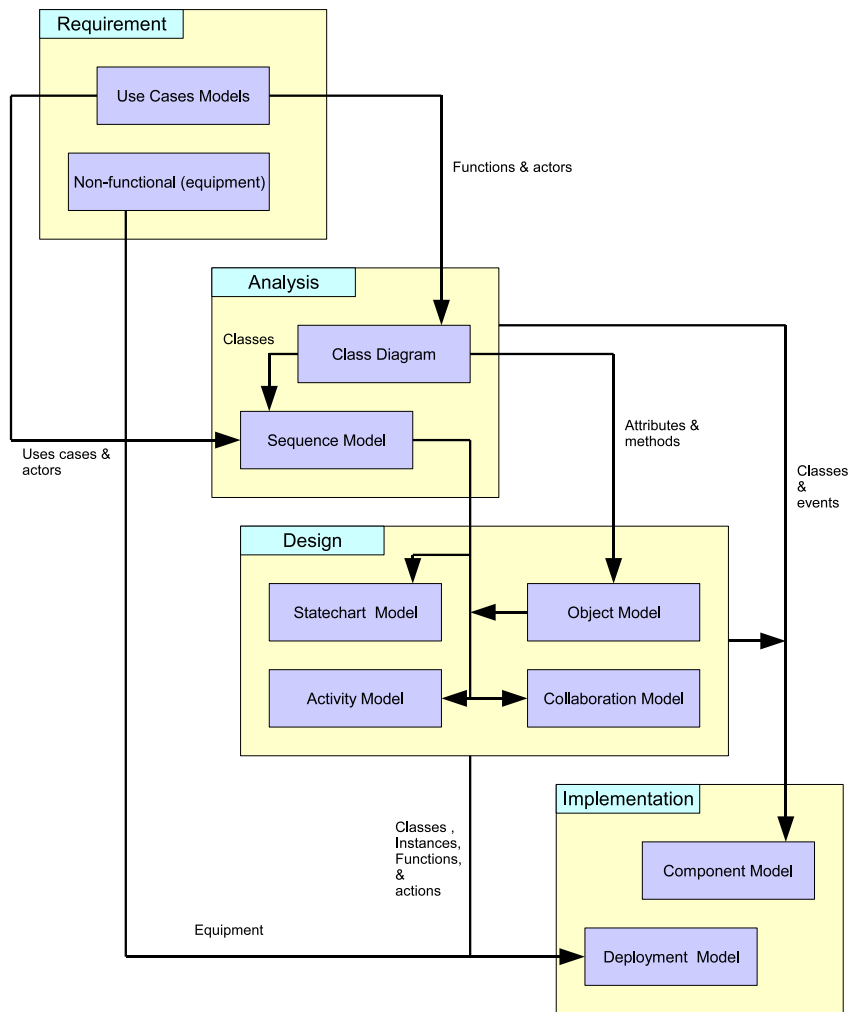 Requirement
Use Cases Models
Non-functional (equipment)
Functions & actors
Analysis
Classes
Class Diagram
Sequence Model
Uses cases &
actors
Attributes &
methods
Classes
&
events
Design
Statechart Model
Object Model
Activity Model
Collaboration Model
Classes ,
Instances,
Functions,
&
actions
Implementation
Component Model
Equipment
Deployment Model